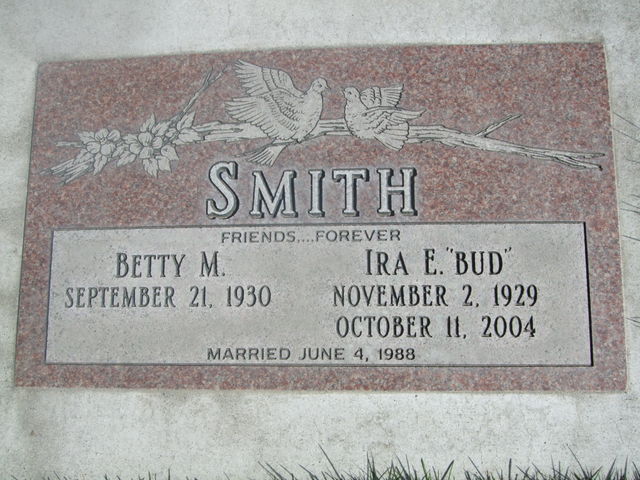 SMITH
FRIENDS....FOREVER
BETTY M. IRA E. "BUD"
SEPTEMBER 21, 1930 NOVEMBER 2, 1929
OCTOBER 11, 2004
MARRIED JUNE 4, 1988